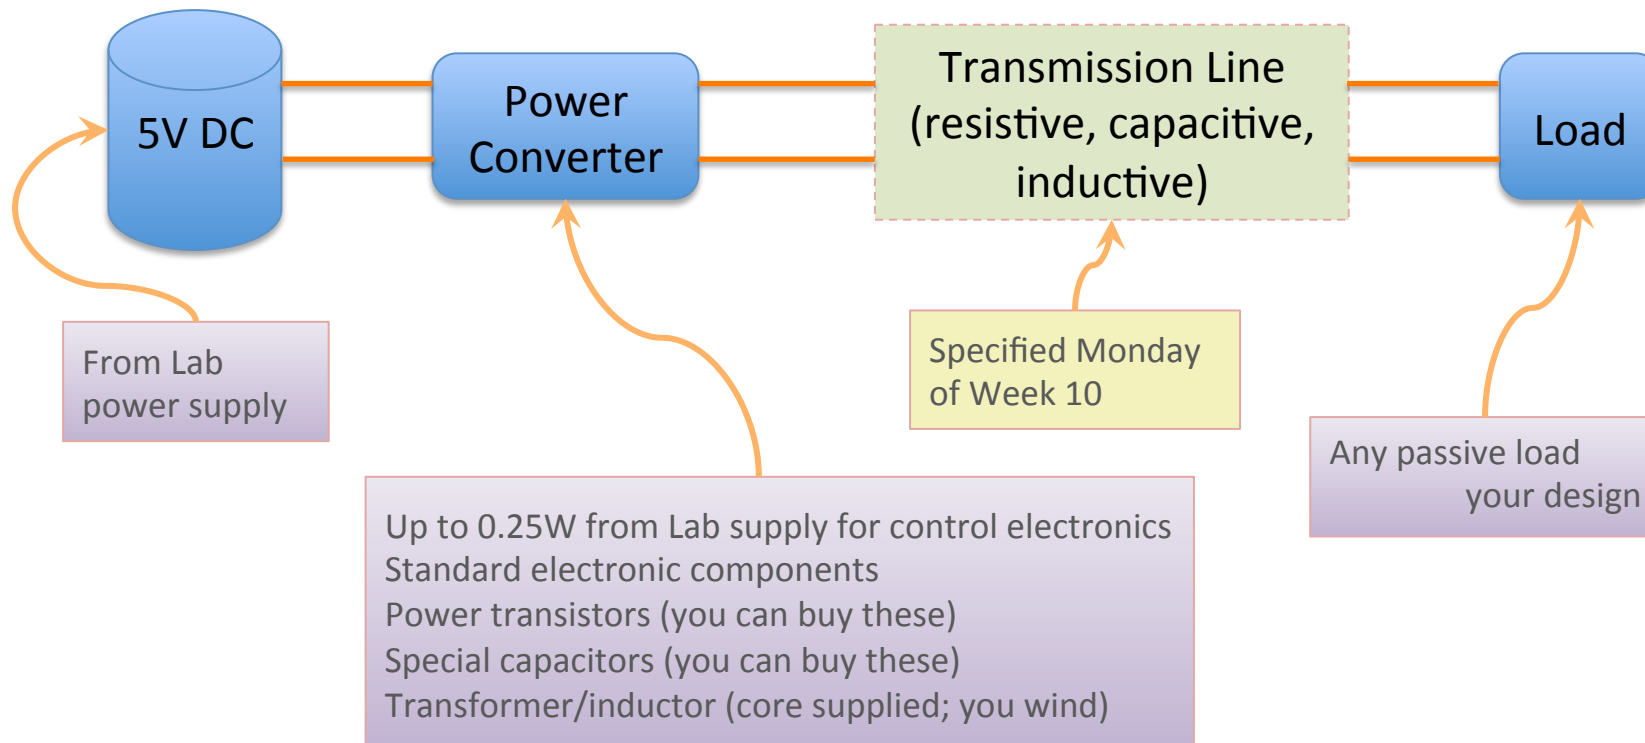 5V DC
Power
Converter
Transmission Line
(resistive, capacitive,
inductive)
Load
From Lab
power supply
Specified Monday
of Week 10
Any passive load
your design
Up to 0.25W from Lab supply for control electronics
Standard electronic components
Power transistors (you can buy these)
Special capacitors (you can buy these)
Transformer/inductor (core supplied; you wind)